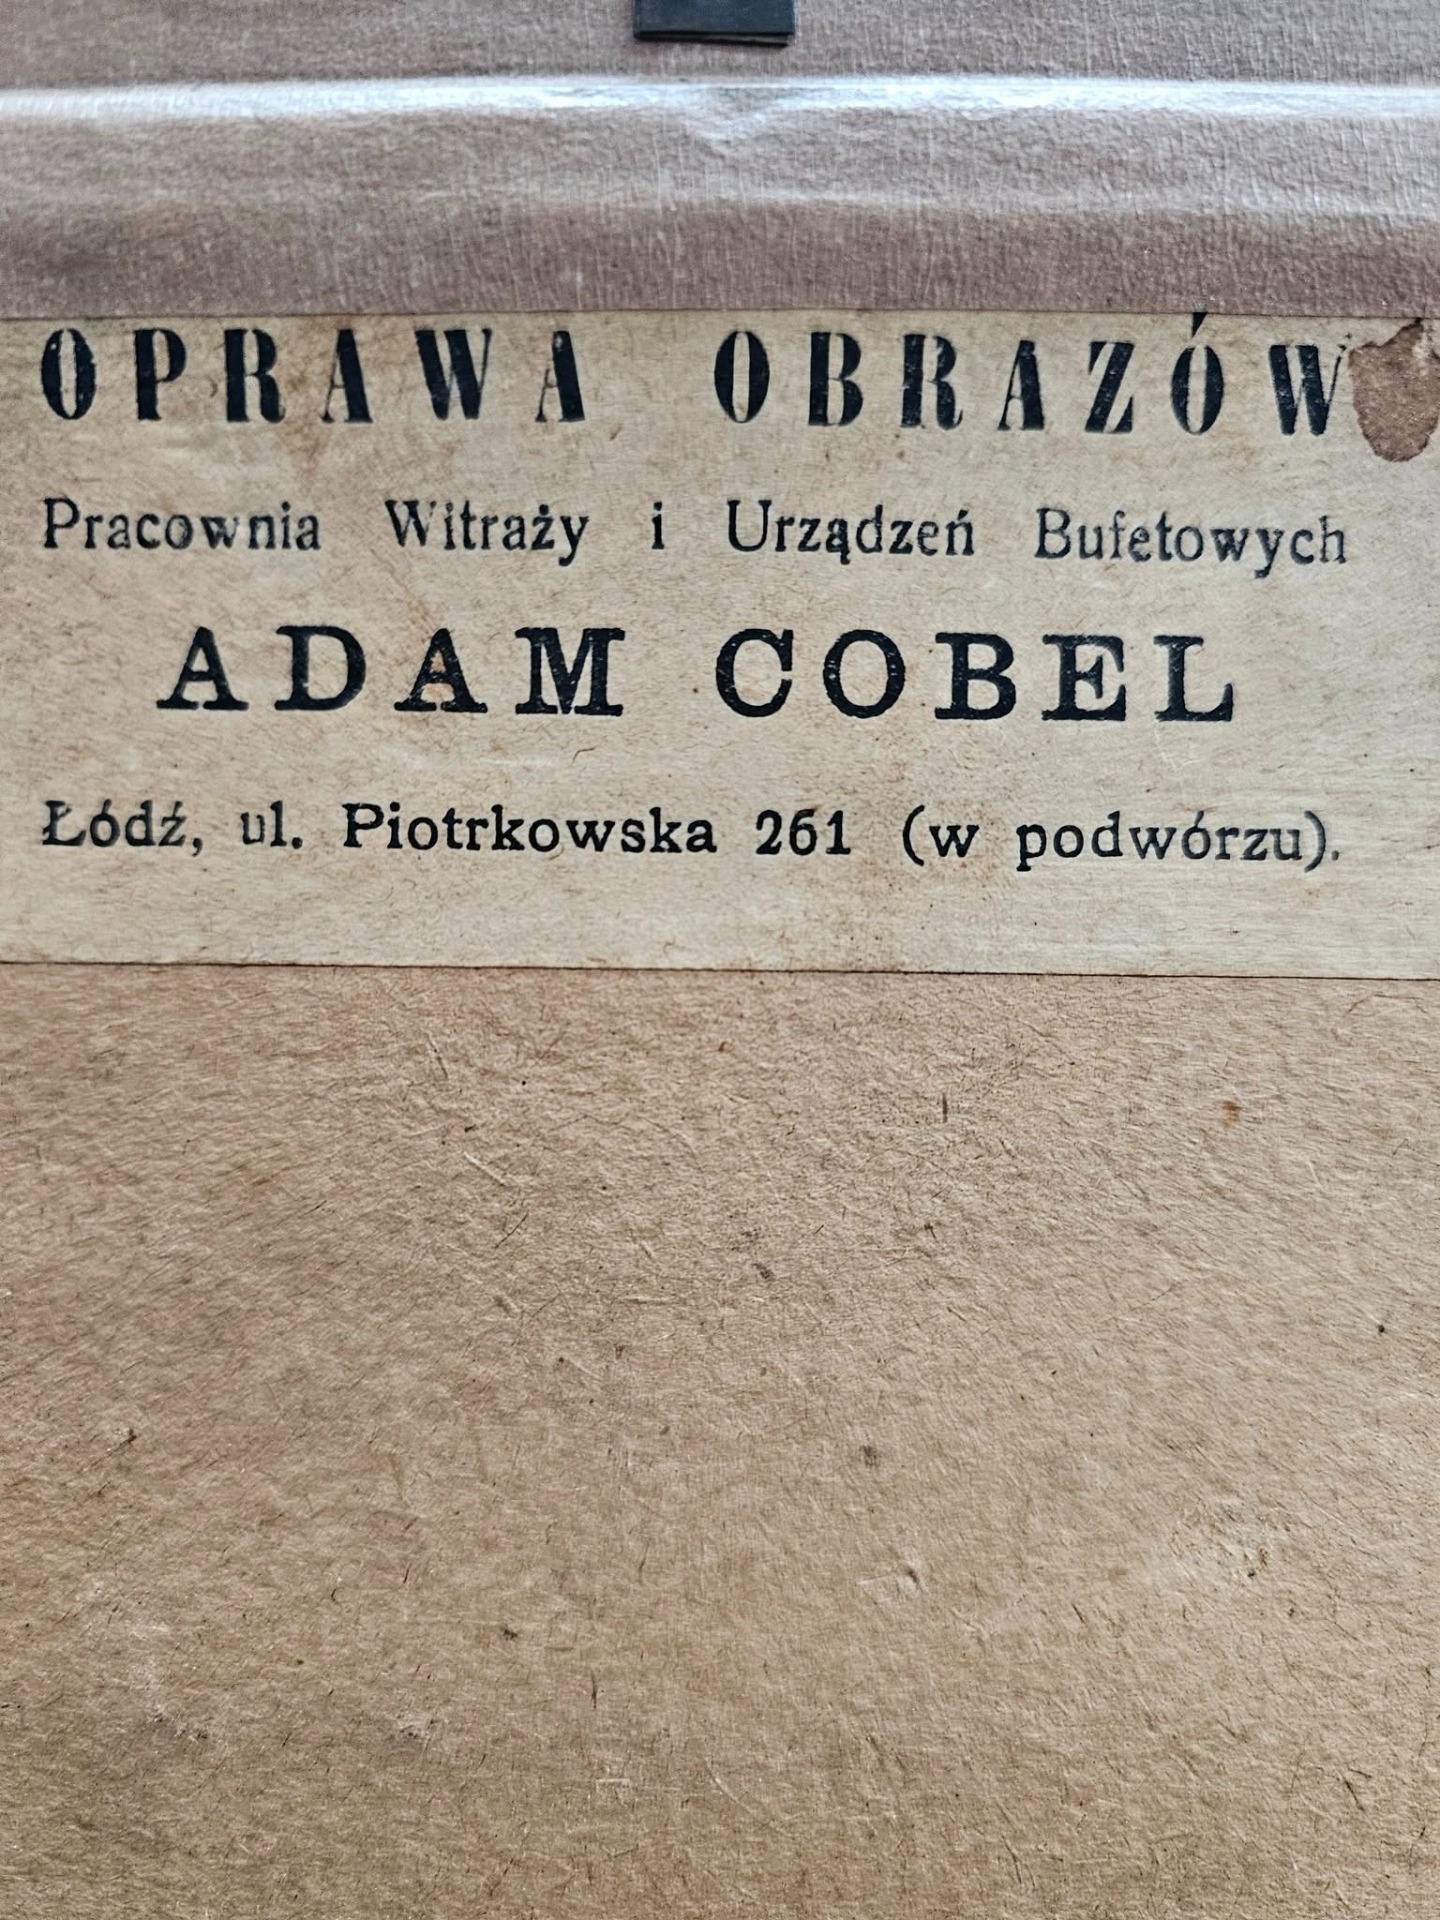 OPRAWA OBRAZÓW
Pracownia Witraży i Urządzeń Bufetowych
ADAM COBEL
Łódź, ul. Piotrkowska 261 (w podwórzu).